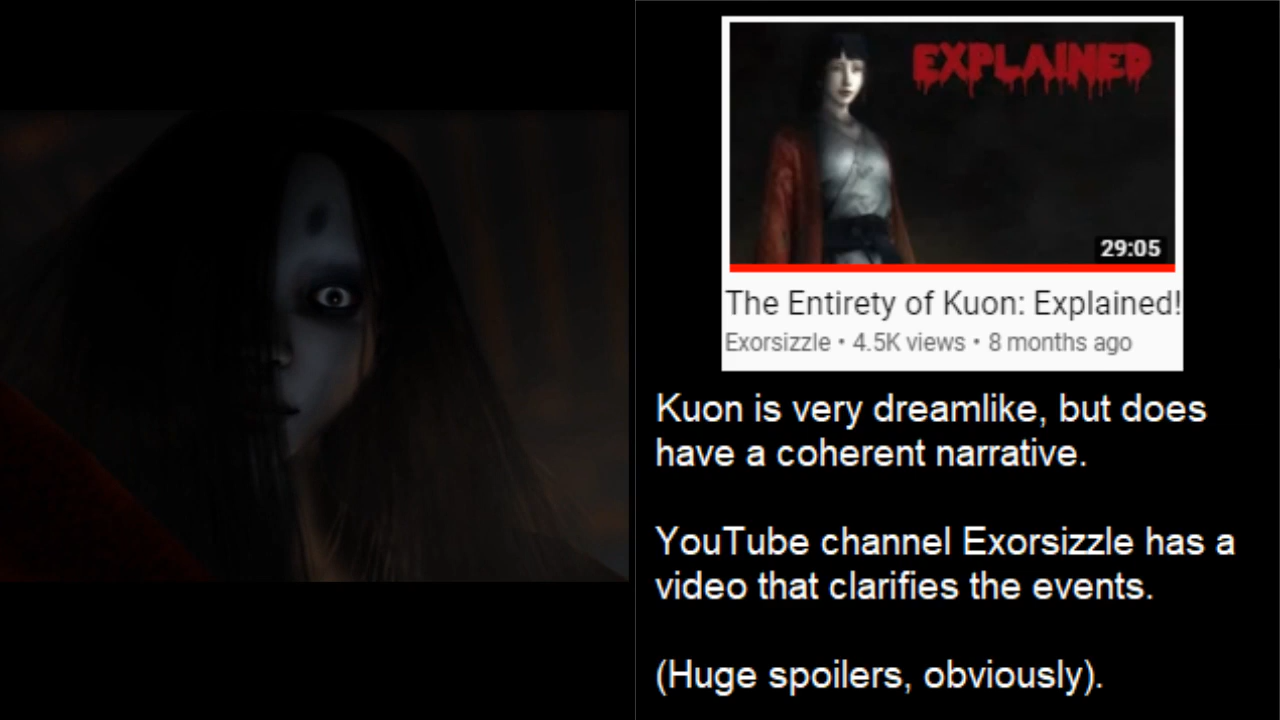 EXPLAINED
29:05
The Entirety of Kuon: Explained!
Exorsizzle • 4.5K views • 8 months ago
Kuon is very dreamlike, but does
have a coherent narrative.
YouTube channel Exorsizzle has a
video that clarifies the events.
(Huge spoilers, obviously).